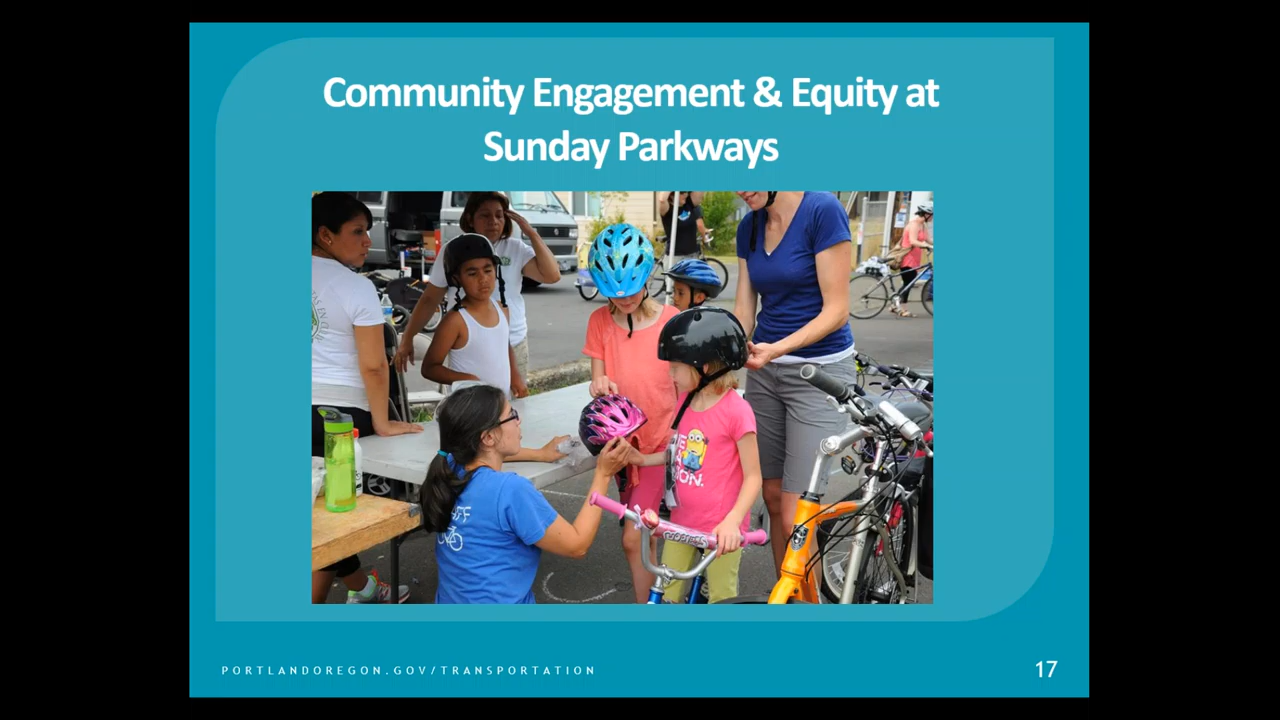 Community Engagement & Equity at
Sunday Parkways
PORTLANDOREGON.GOV/TRANSPORTATION
17